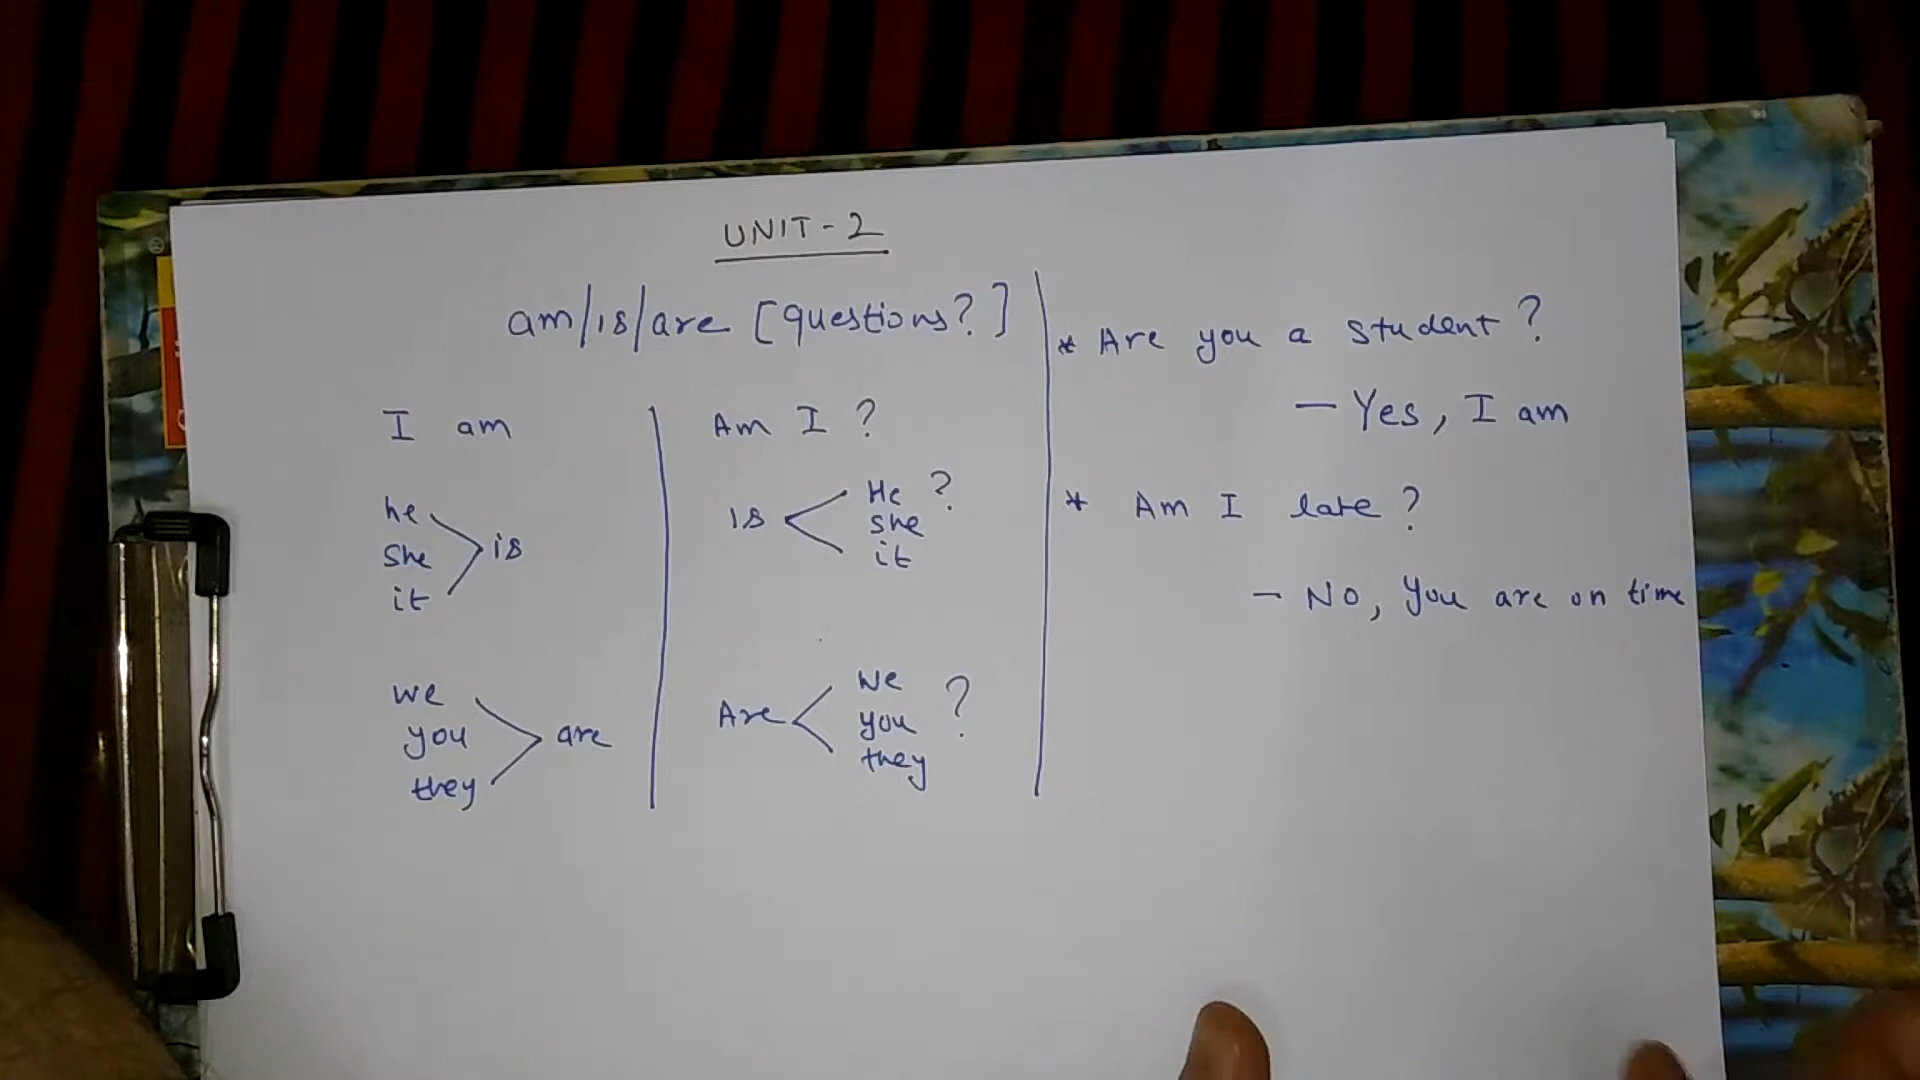 UNIT-2
am/is/are [questions?]
I am
he
she
it
is
we
you
they
are
Am I ?
is
He ?
she
it
Are
we
you ?
they
* Are you a student ?
- Yes, I am
* Am I late ?
- No, you are on time